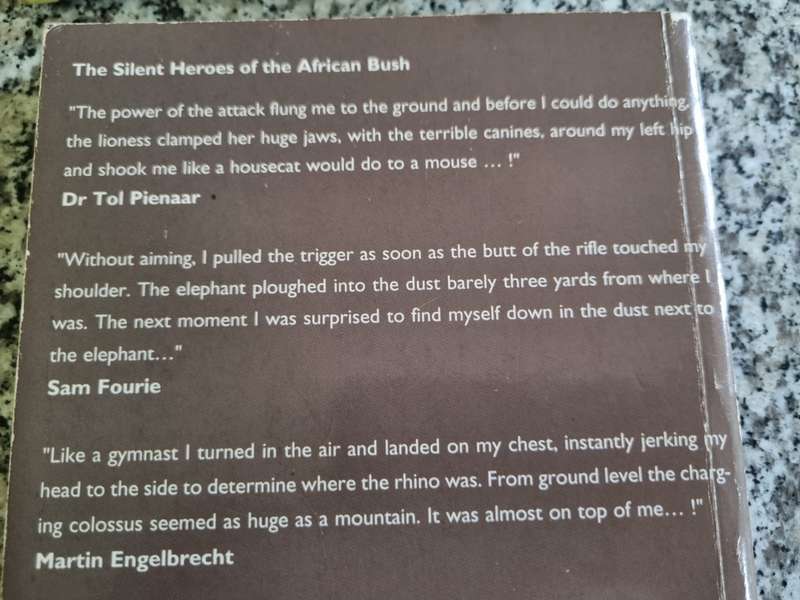 The Silent Heroes of the African Bush
"The power of the attack flung me to the ground and before I could do anything,
the lioness clamped her huge jaws, with the terrible canines, around my left hip
and shook me like a housecat would do to a mouse ... !"
Dr Tol Pienaar
"Without aiming, I pulled the trigger as soon as the butt of the rifle touched my
shoulder. The elephant ploughed into the dust barely three yards from where I
was. The next moment I was surprised to find myself down in the dust next to
the elephant..."
Sam Fourie
"Like a gymnast I turned in the air and landed on my chest, instantly jerking my
head to the side to determine where the rhino was. From ground level the charg-
ing colossus seemed as huge as a mountain. It was almost on top of me... !"
Martin Engelbrecht